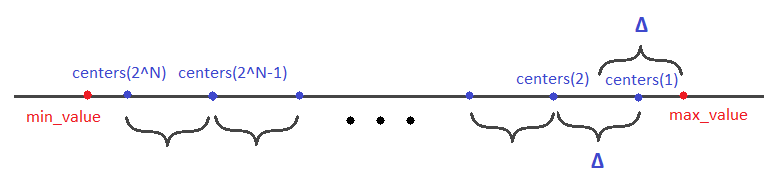 Δ
centers(2^N) centers(2^N-1) centers(2) centers(1)
min_value max_value
Δ